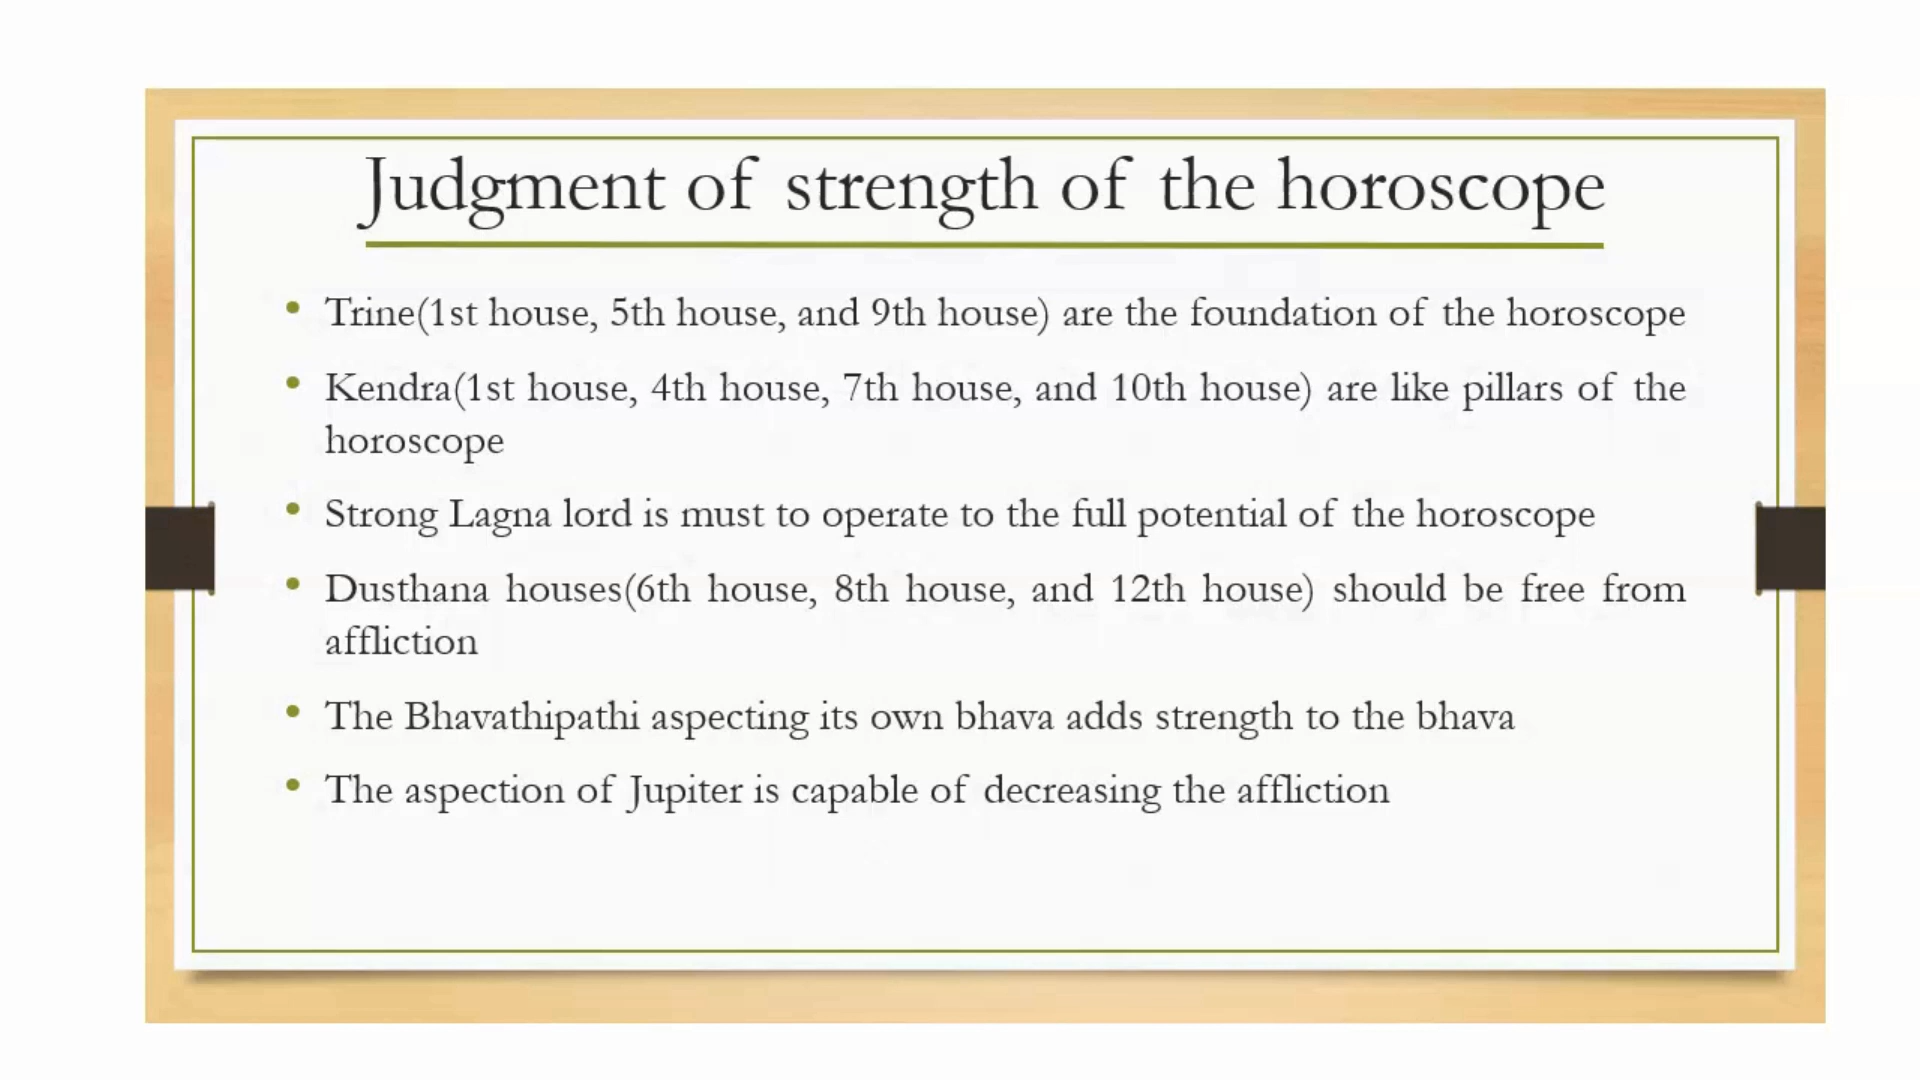 Judgment of strength of the horoscope
• Trine(1st house, 5th house, and 9th house) are the foundation of the horoscope
• Kendra(1st house, 4th house, 7th house, and 10th house) are like pillars of the
horoscope
• Strong Lagna lord is must to operate to the full potential of the horoscope
• Dusthana houses(6th house, 8th house, and 12th house) should be free from
affliction
• The Bhavathipathi aspecting its own bhava adds strength to the bhava
• The aspection of Jupiter is capable of decreasing the affliction